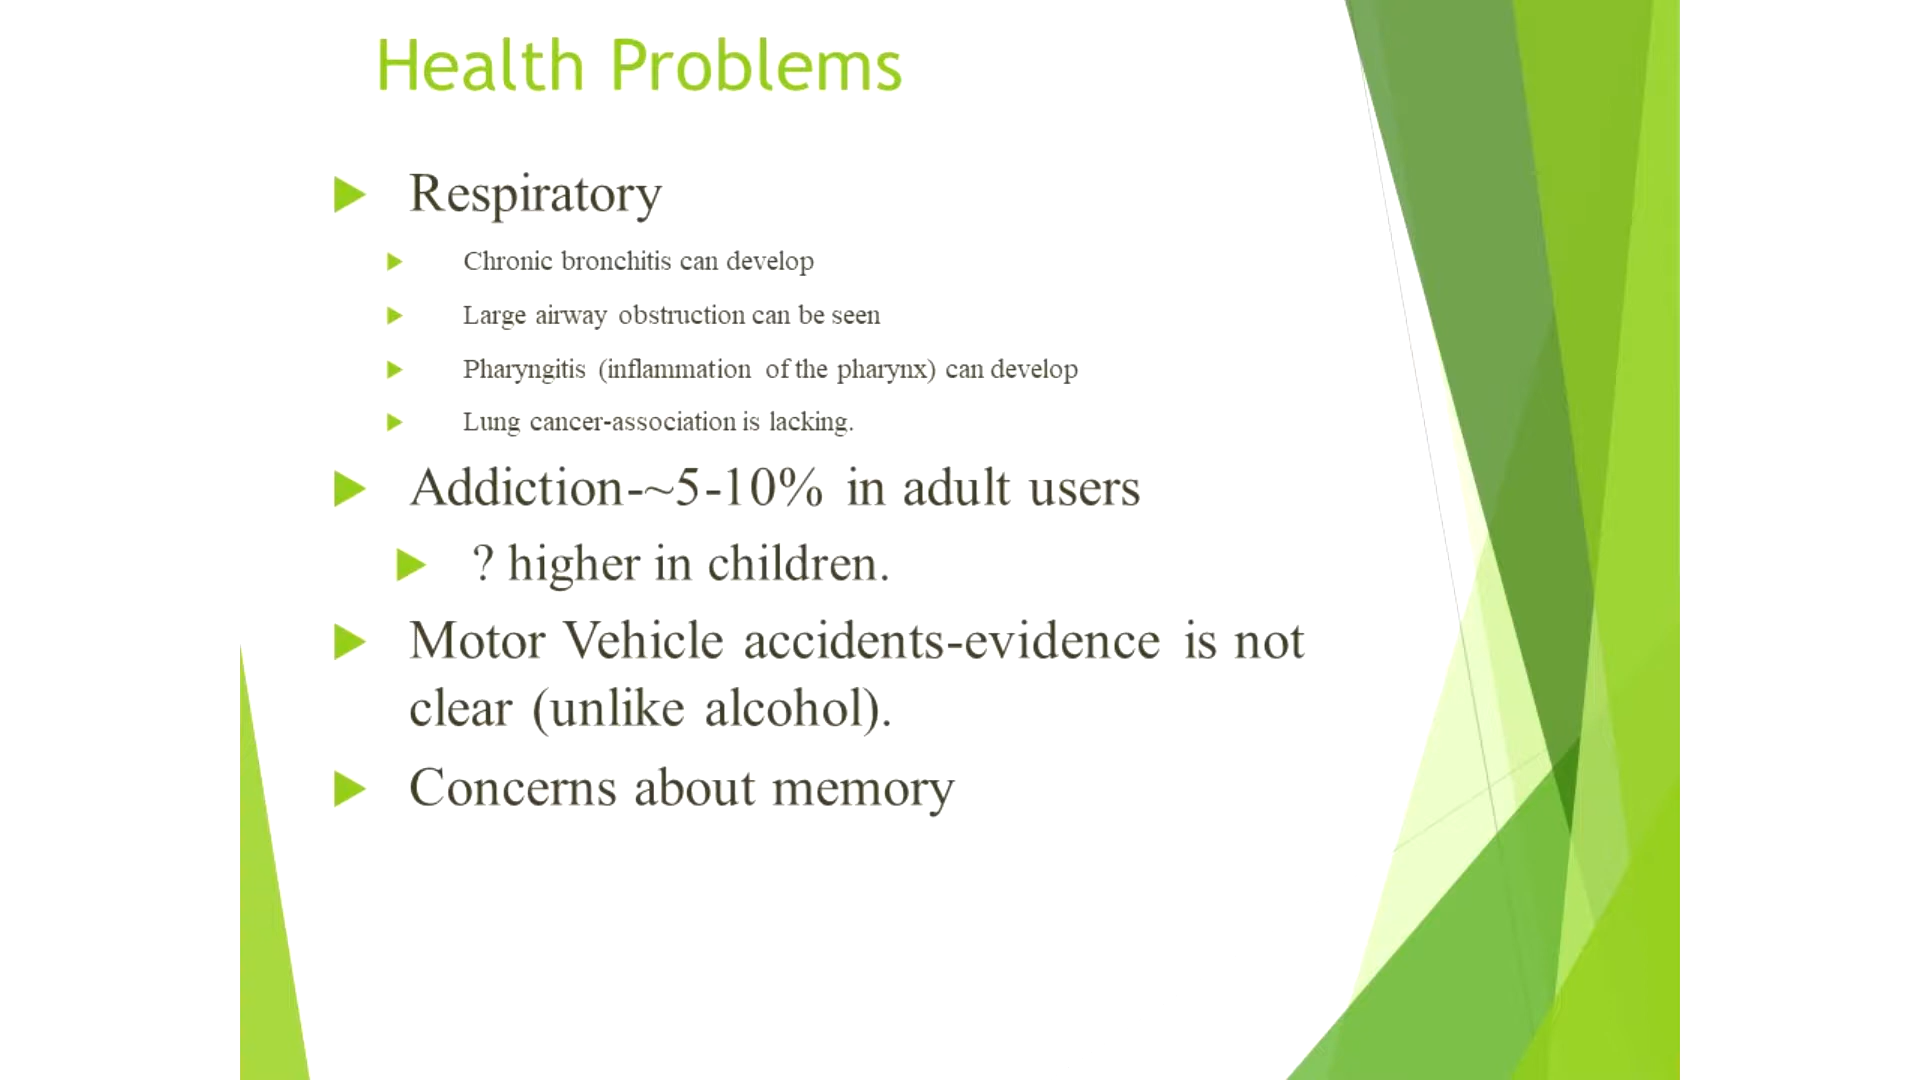 Health Problems
Respiratory
Chronic bronchitis can develop
Large airway obstruction can be seen
Pharyngitis (inflammation of the pharynx) can develop
Lung cancer-association is lacking.
Addiction-~5-10% in adult users
? higher in children.
Motor Vehicle accidents-evidence is not
clear (unlike alcohol).
Concerns about memory